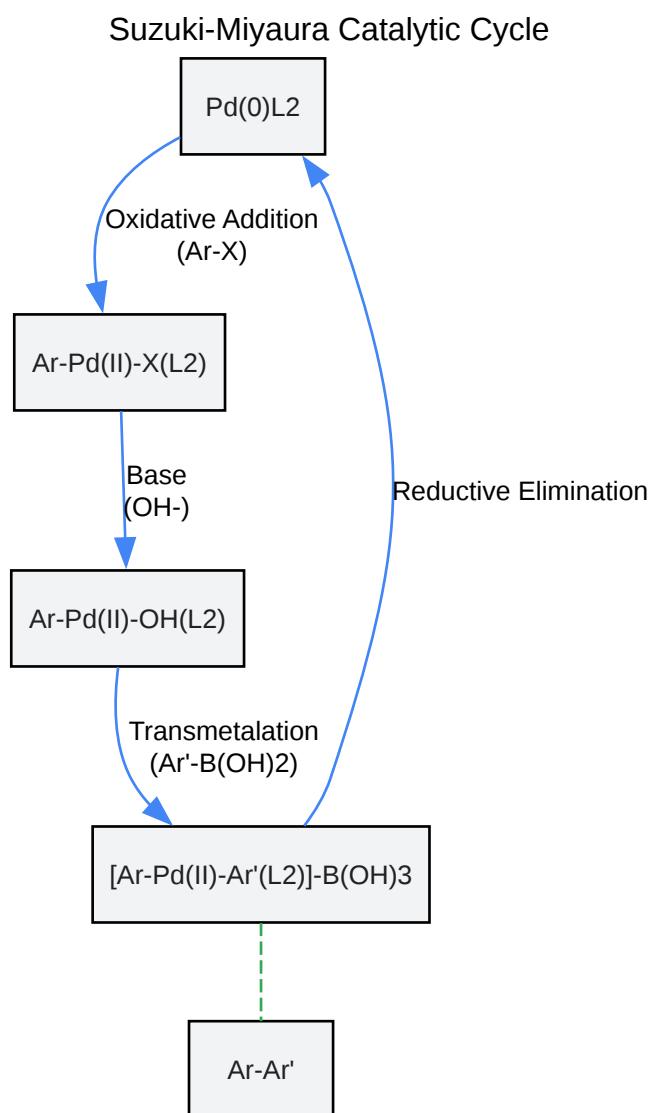 Suzuki-Miyaura Catalytic Cycle
Pd(0)L2
Oxidative Addition
(Ar-X)
Ar-Pd(II)-X(L2)
Base
(OH-)
Reductive Elimination
Ar-Pd(II)-OH(L2)
Transmetalation
(Ar'-B(OH)2)
[Ar-Pd(II)-Ar'(L2)]-B(OH)3
Ar-Ar'